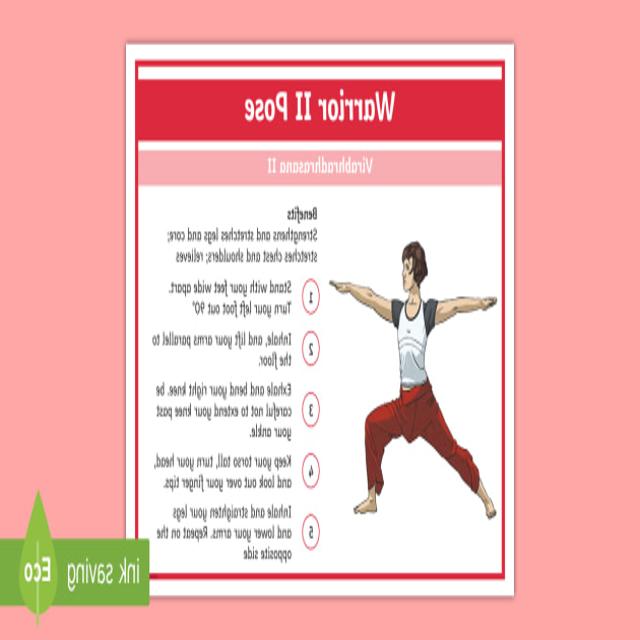 Warrior II Pose
Virabhradhrasana II
Benefits
Strengthens and stretches legs and core;
stretches chest and shoulders; relieves
1 Stand with your feet wide apart.
Turn your left foot out 90°
2 Inhale, and lift your arms parallel to
the floor.
3 Exhale and bend your right knee, be
careful not to extend your knee past
your ankle.
4 Keep your torso tall, turn your head,
and look out over your finger tips.
5 Inhale and straighten your legs
and lower your arms. Repeat on the
opposite side
ink saving Eco